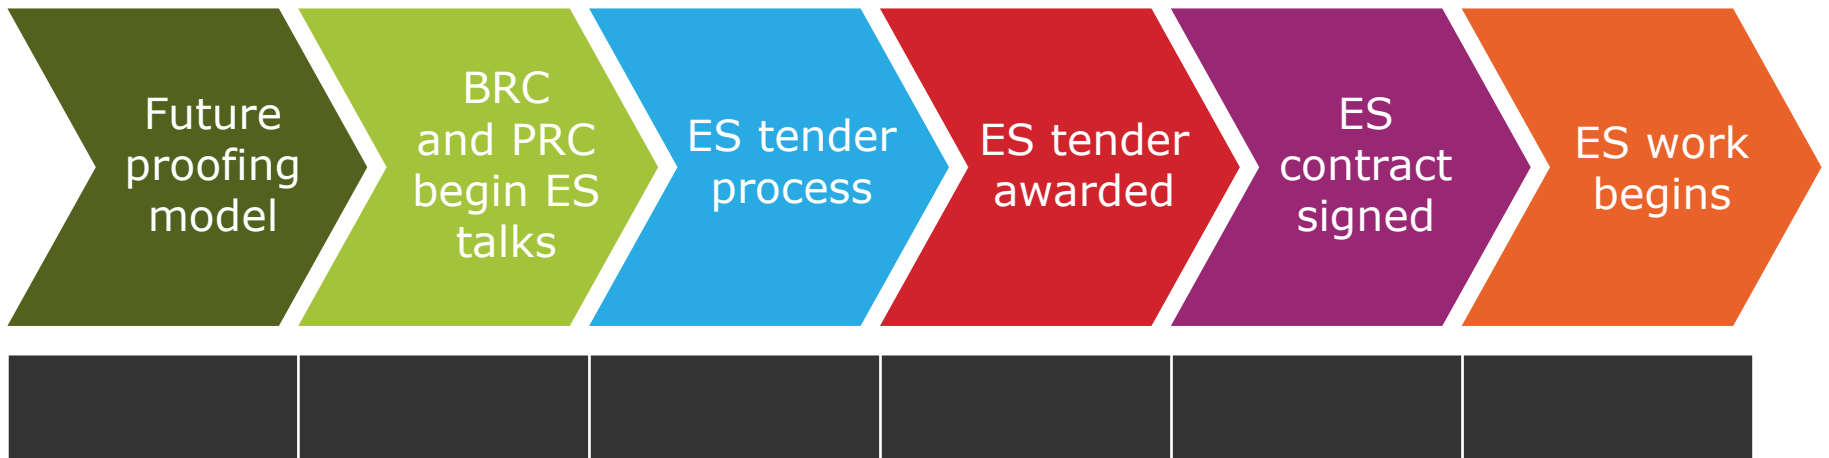 Future
proofing
model
BRC
and PRC
begin ES
talks
ES tender
process
ES tender
awarded
ES
contract
signed
ES work
begins